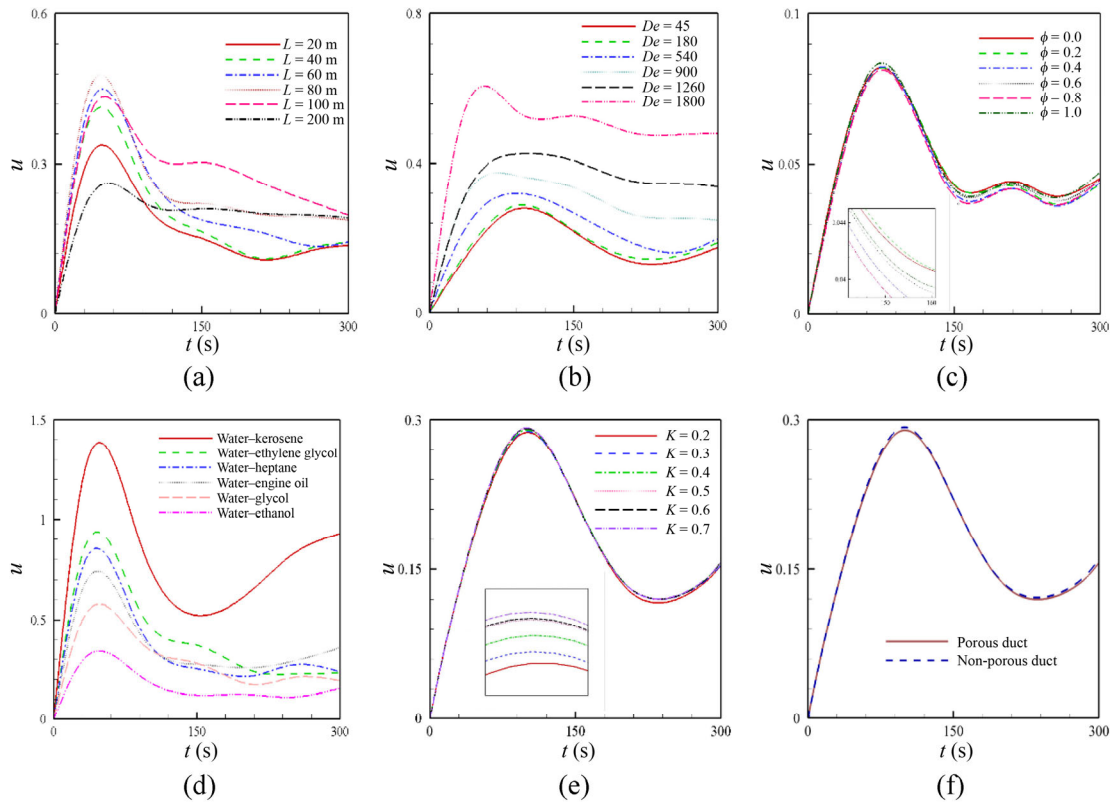 0.6
L = 20 m
L = 40 m
L = 60 m
L = 80 m
L = 100 m
L = 200 m
0.3
u
0
0
150
300
t (s)
(a)
0.8
De = 45
De = 180
De = 540
De = 900
De = 1260
De = 1800
0.4
u
0
0
150
300
t (s)
(b)
0.1
ϕ = 0.0
ϕ = 0.2
ϕ = 0.4
ϕ = 0.6
ϕ – 0.8
ϕ = 1.0
0.05
u
0
0
150
300
t (s)
(c)
1.5
Water–kerosene
Water–ethylene glycol
Water–heptane
Water–engine oil
Water–glycol
Water–ethanol
1
u
0.5
0
0
150
300
t (s)
(d)
0.3
K = 0.2
K = 0.3
K = 0.4
K = 0.5
K = 0.6
K = 0.7
0.15
u
0
0
150
300
t (s)
(e)
0.3
0.15
u
Porous duct
Non-porous duct
0
0
150
300
t (s)
(f)